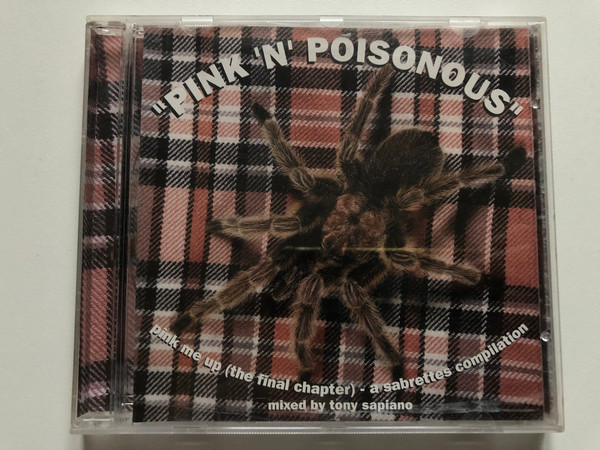 "PINK 'N' POISONOUS"
pink me up (the final chapter) - a sabrettes compilation
mixed by tony sapiano